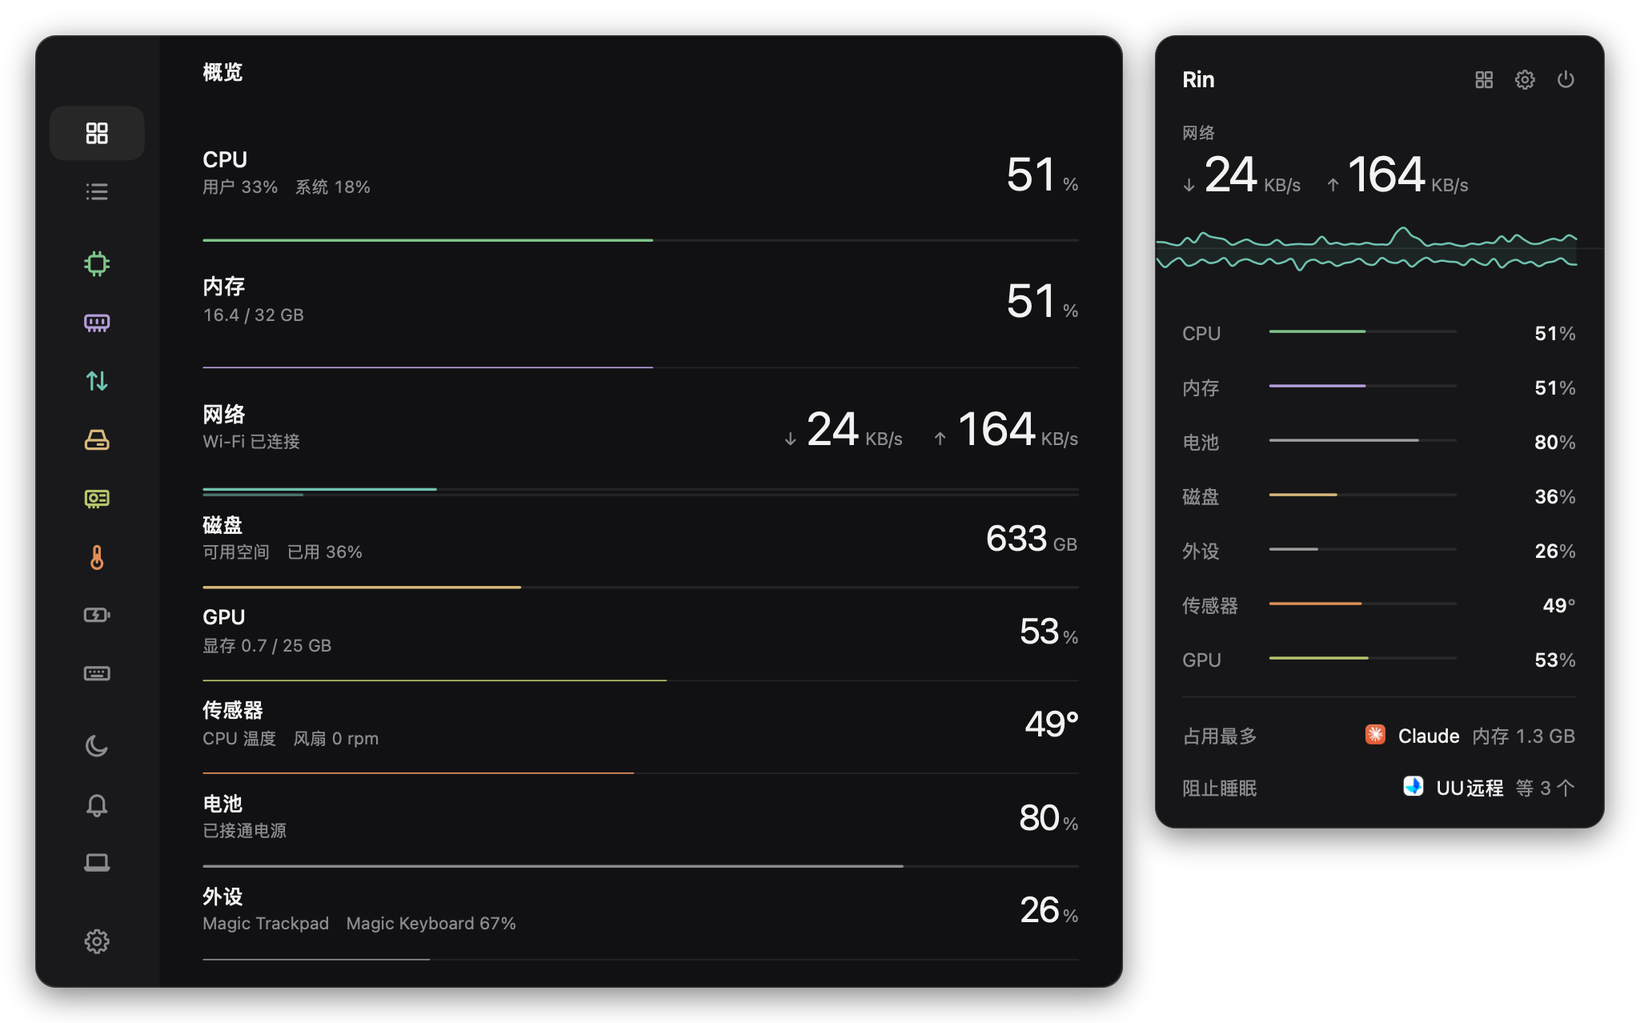 概览
CPU
用户 33% 系统 18%
51 %
内存
16.4 / 32 GB
51 %
网络
Wi-Fi 已连接
↓ 24 KB/s ↑ 164 KB/s
磁盘
可用空间 已用 36%
633 GB
GPU
显存 0.7 / 25 GB
53 %
传感器
CPU 温度 风扇 0 rpm
49°
电池
已接通电源
80 %
外设
Magic Trackpad Magic Keyboard 67%
26 %
Rin
网络
↓ 24 KB/s ↑ 164 KB/s
CPU 51%
内存 51%
电池 80%
磁盘 36%
外设 26%
传感器 49°
GPU 53%
占用最多 Claude 内存 1.3 GB
阻止睡眠 UU远程 等 3 个